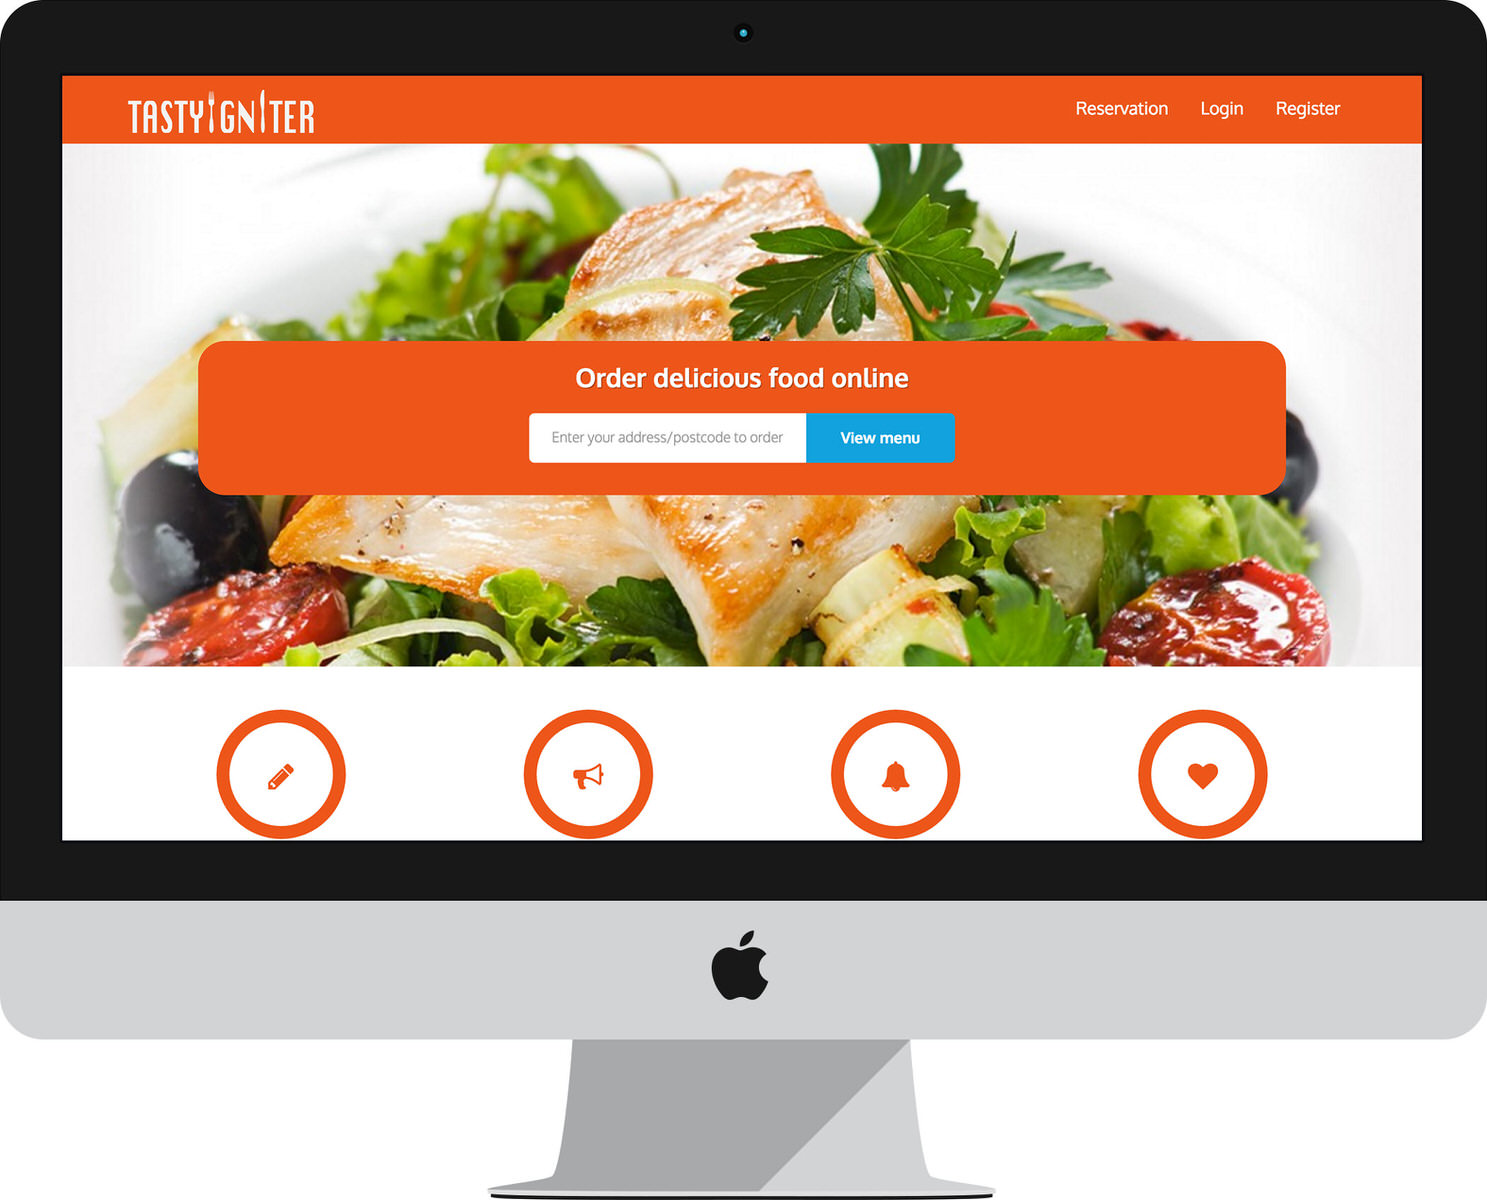 TASTYIGNITER
Reservation Login Register
Order delicious food online
Enter your address/postcode to order
View menu